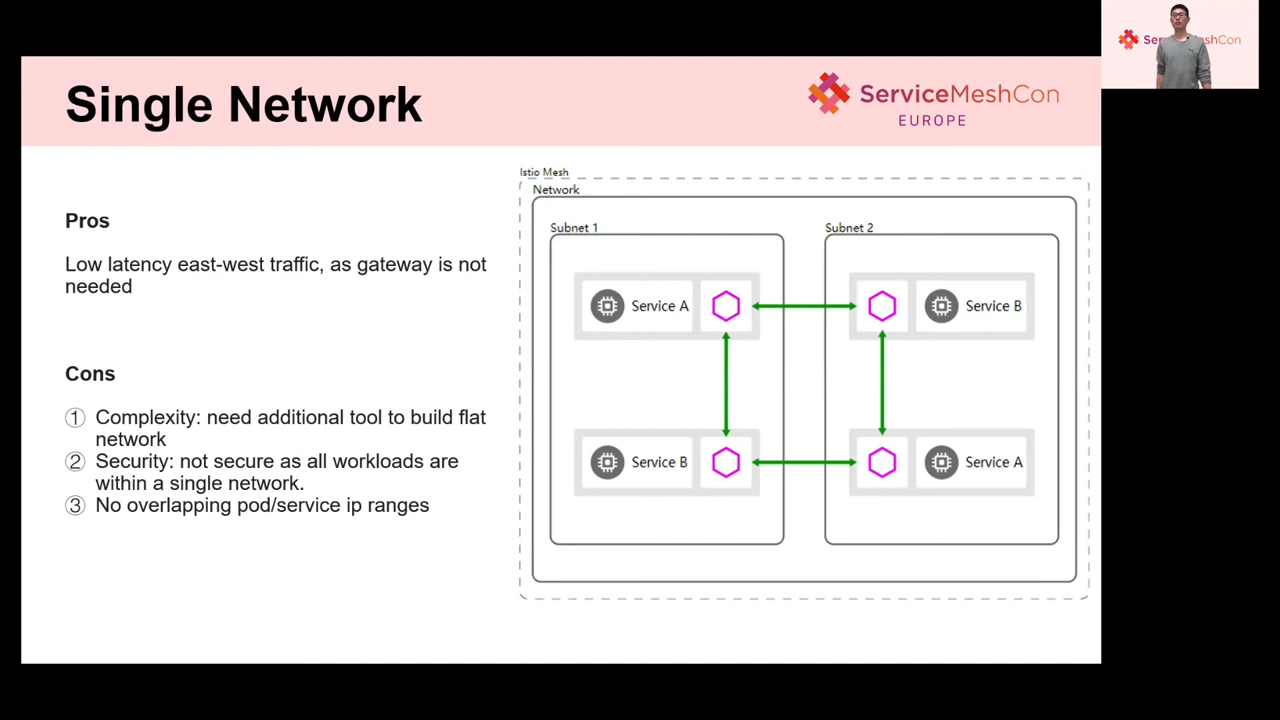 Single Network
ServiceMeshCon
EUROPE
Pros
Low latency east-west traffic, as gateway is not
needed
Cons
① Complexity: need additional tool to build flat
network
② Security: not secure as all workloads are
within a single network.
③ No overlapping pod/service ip ranges
Istio Mesh
Network
Subnet 1
Subnet 2
Service A
Service B
Service B
Service A